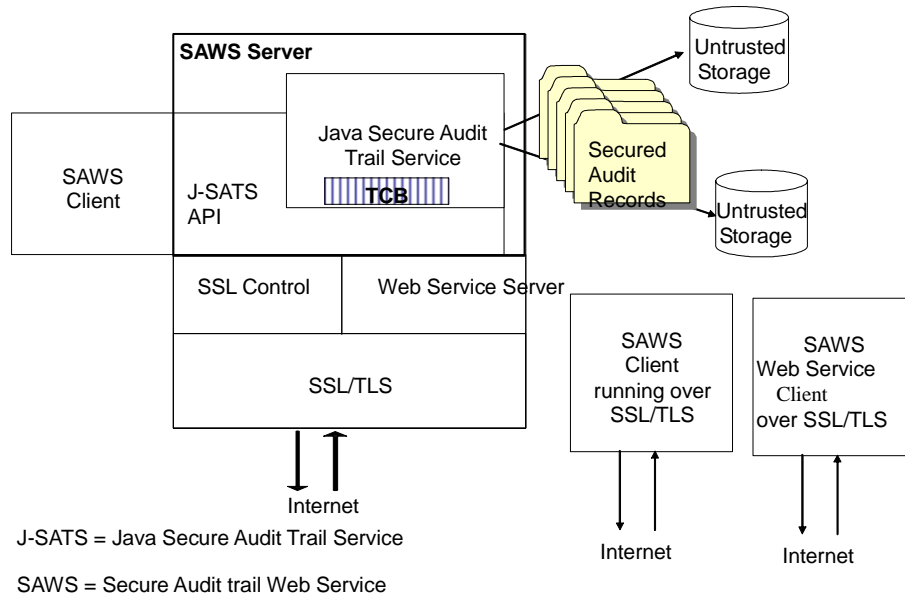 SAWS Server
Untrusted
Storage
Java Secure Audit
Trail Service
TCB
Secured
Audit
Records
SAWS
Client
J-SATS
API
Untrusted
Storage
SSL Control
Web Service Server
SSL/TLS
SAWS
Client
running over
SSL/TLS
SAWS
Web Service
Client
over SSL/TLS
Internet
Internet
Internet
J-SATS = Java Secure Audit Trail Service
SAWS = Secure Audit trail Web Service